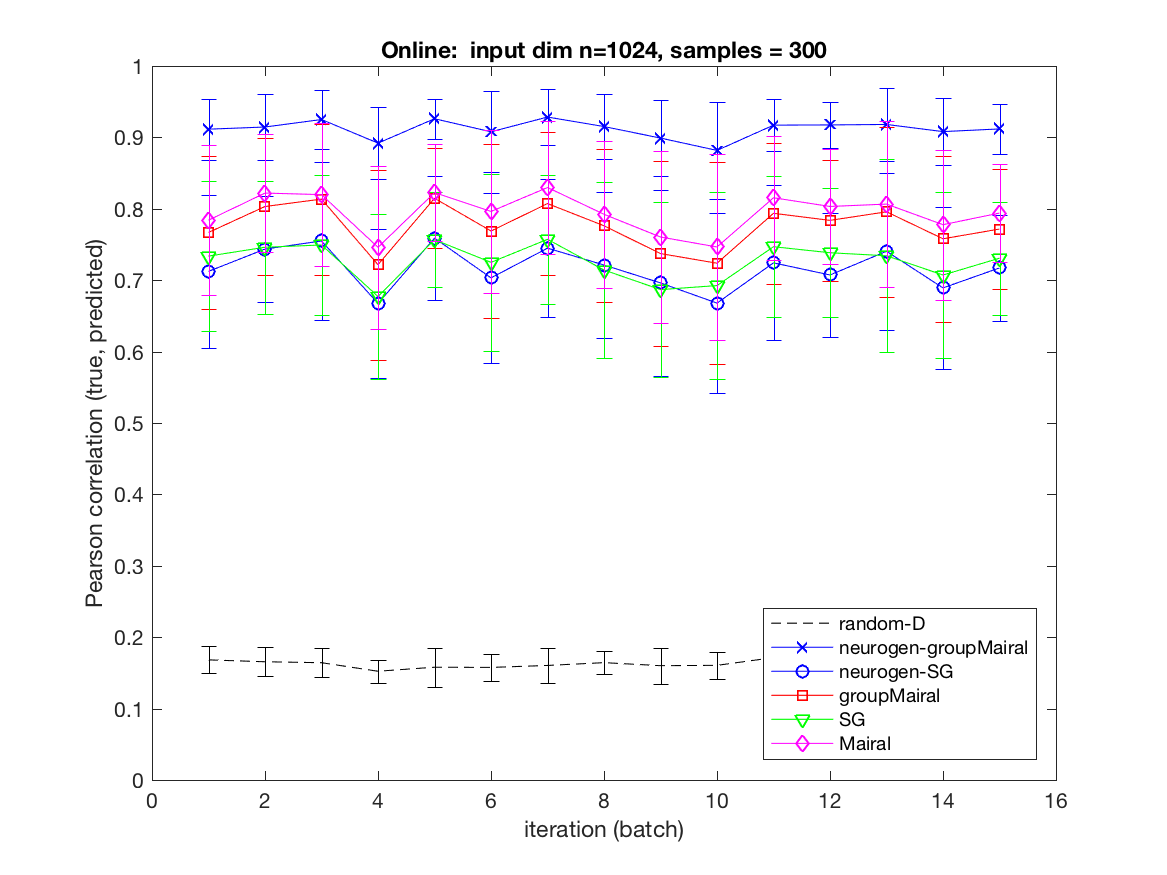 Online:  input dim n=1024, samples = 300
Pearson correlation (true, predicted)
1
0.9
0.8
0.7
0.6
0.5
0.4
0.3
0.2
0.1
0
0 2 4 6 8 10 12 14 16
iteration (batch)
random-D
neurogen-groupMairal
neurogen-SG
groupMairal
SG
Mairal